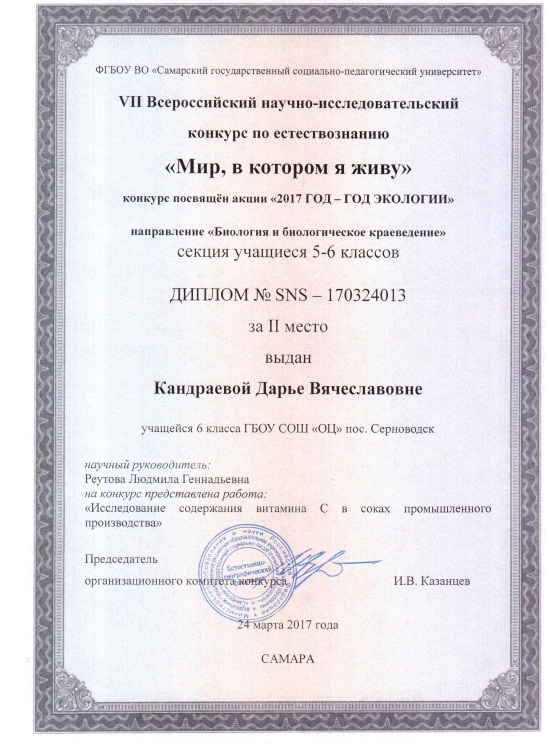 ФГБОУ ВО «Самарский государственный социально-педагогический университет»
VII Всероссийский научно-исследовательский
конкурс по естествознанию
«Мир, в котором я живу»
конкурс посвящён акции «2017 ГОД – ГОД ЭКОЛОГИИ»
направление «Биология и биологическое краеведение»
секция учащиеся 5-6 классов
ДИПЛОМ № SNS – 170324013
за II место
выдан
Кандраевой Дарье Вячеславовне
учащейся 6 класса ГБОУ СОШ «ОЦ» пос. Серноводск
научный руководитель:
Реутова Людмила Геннадьевна
на конкурс представлена работа:
«Исследование содержания витамина С в соках промышленного
производства»
Председатель
организационного комитета конкурса И.В. Казанцев
Естественно-
географический
24 марта 2017 года
САМАРА